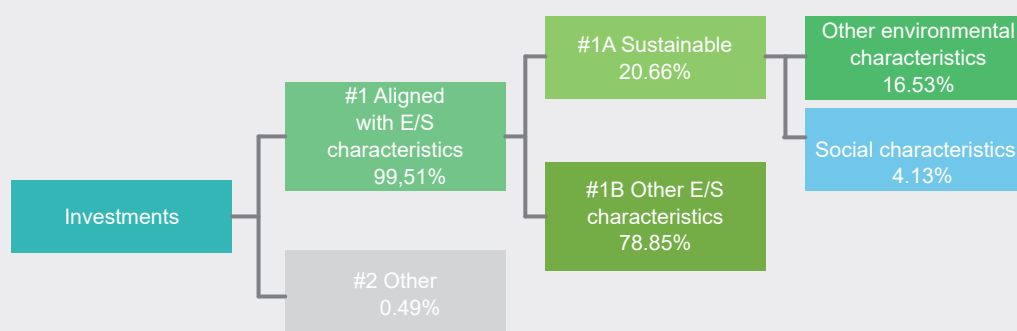 Investments
#1 Aligned
with E/S
characteristics
99,51%
#2 Other
0.49%
#1A Sustainable
20.66%
#1B Other E/S
characteristics
78.85%
Other environmental
characteristics
16.53%
Social characteristics
4.13%